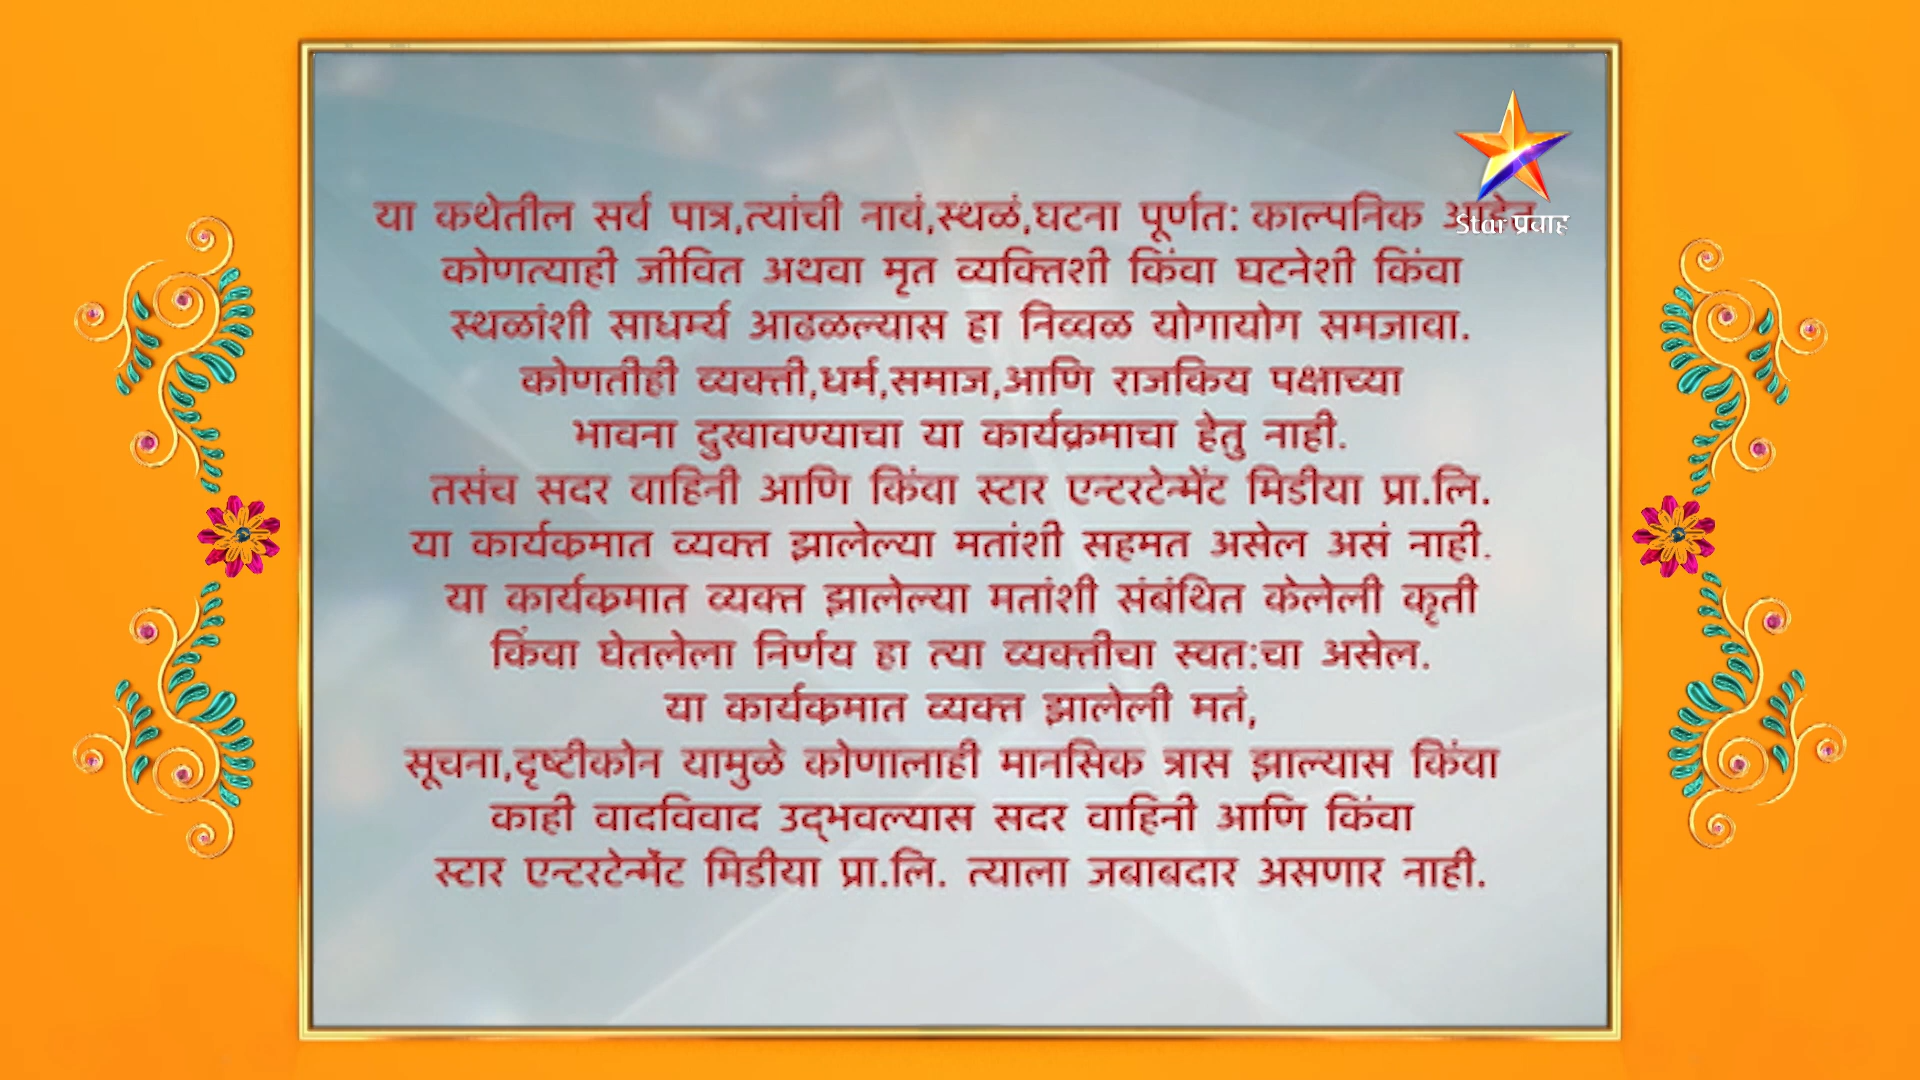 Star प्रवाह
या कथेतील सर्व पात्र,त्यांची नावं,स्थळं,घटना पूर्णत: काल्पनिक
कोणत्याही जीवित अथवा मृत व्यक्तिशी किंवा घटनेशी किंवा
स्थळांशी साधर्म्य आढळल्यास हा निव्वळ योगायोग समजावा.
कोणतीही व्यक्ती,धर्म,समाज,आणि राजकिय पक्षाच्या
भावना दुखावण्याचा या कार्यक्रमाचा हेतु नाही.
तसंच सदर वाहिनी आणि किंवा स्टार एन्टरटेन्मेंट मिडीया प्रा.लि.
या कार्यक्रमात व्यक्त झालेल्या मतांशी सहमत असेल असं नाही.
या कार्यक्रमात व्यक्त झालेल्या मतांशी संबंथित केलेली कृती
किंवा घेतलेला निर्णय हा त्या व्यक्तीचा स्वत:चा असेल.
या कार्यक्रमात व्यक्त झालेली मतं,
सूचना,दृष्टीकोन यामुळे कोणालाही मानसिक त्रास झाल्यास किंवा
काही वादविवाद उद्‌भवल्यास सदर वाहिनी आणि किंवा
स्टार एन्टरटेर्न्मेंट मिडीया प्रा.लि. त्याला जबाबदार असणार नाही.